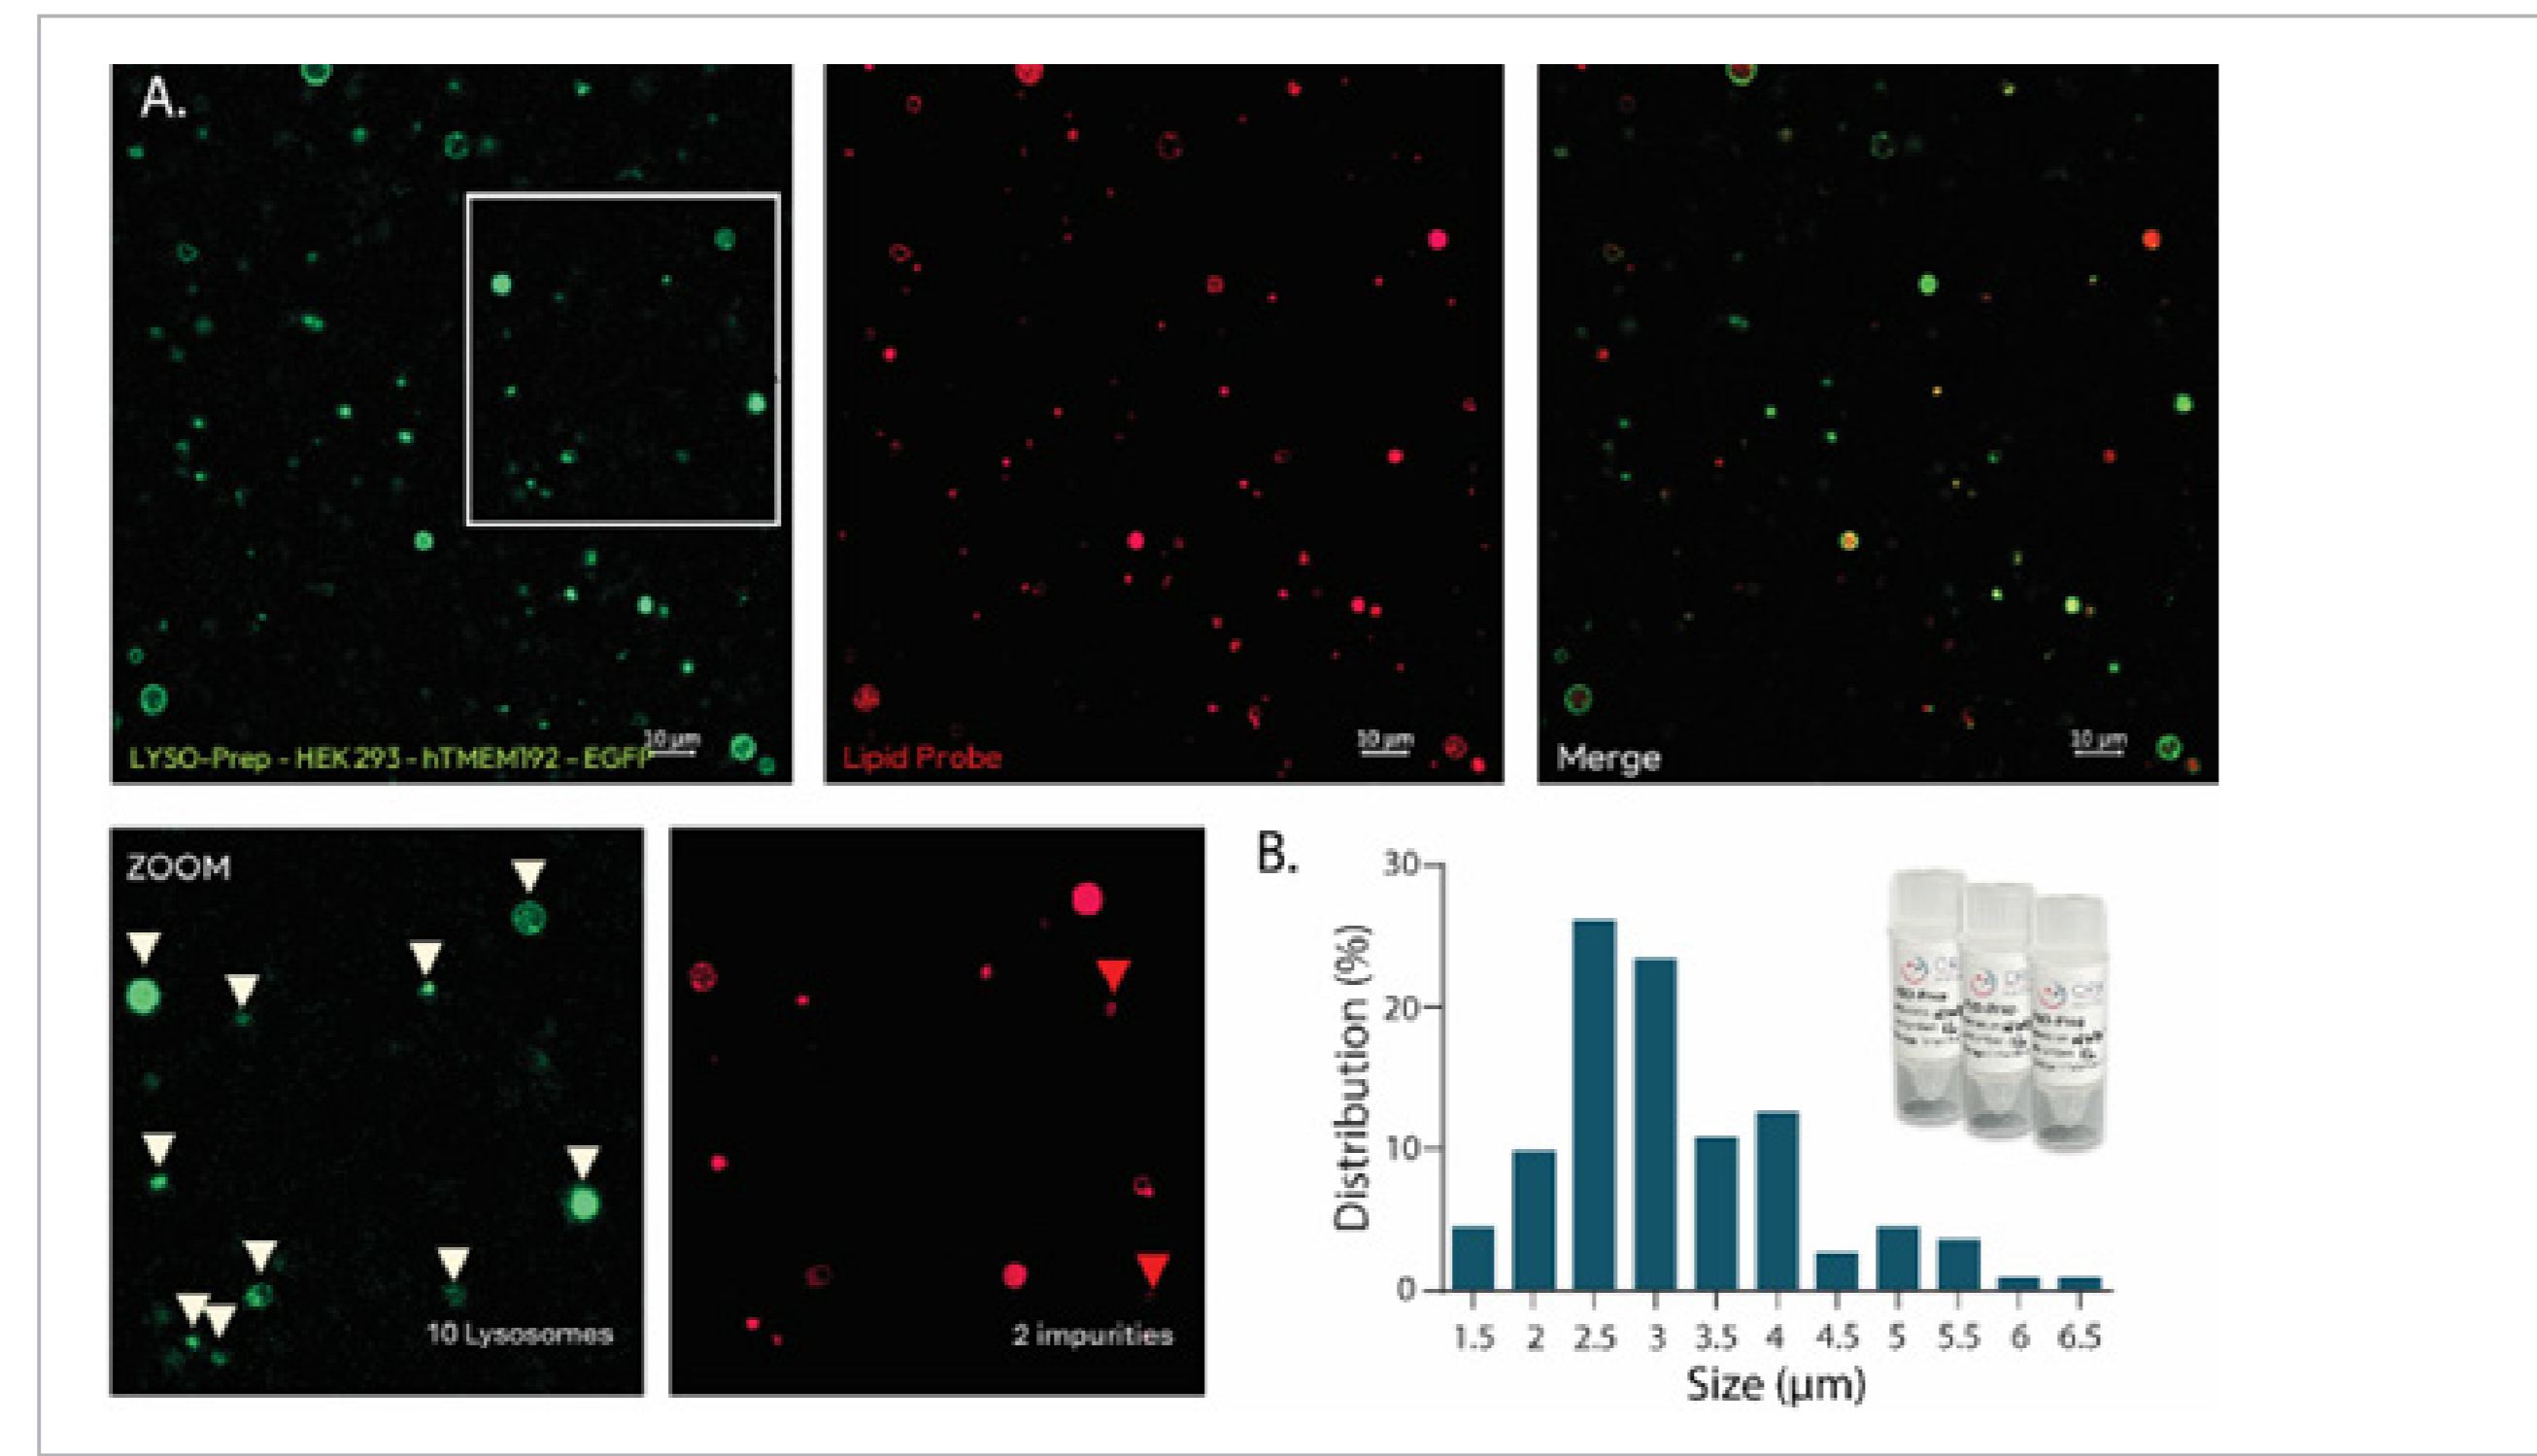 A.
LYSO-Prep - HEK 293 - hTMEM192 - EGFP
10 µm
Lipid Probe
10 µm
Merge
10 µm
ZOOM
10 Lysosomes
2 impurities
B.
Distribution (%)
30
20
10
0
1.5 2 2.5 3 3.5 4 4.5 5 5.5 6 6.5
Size (µm)